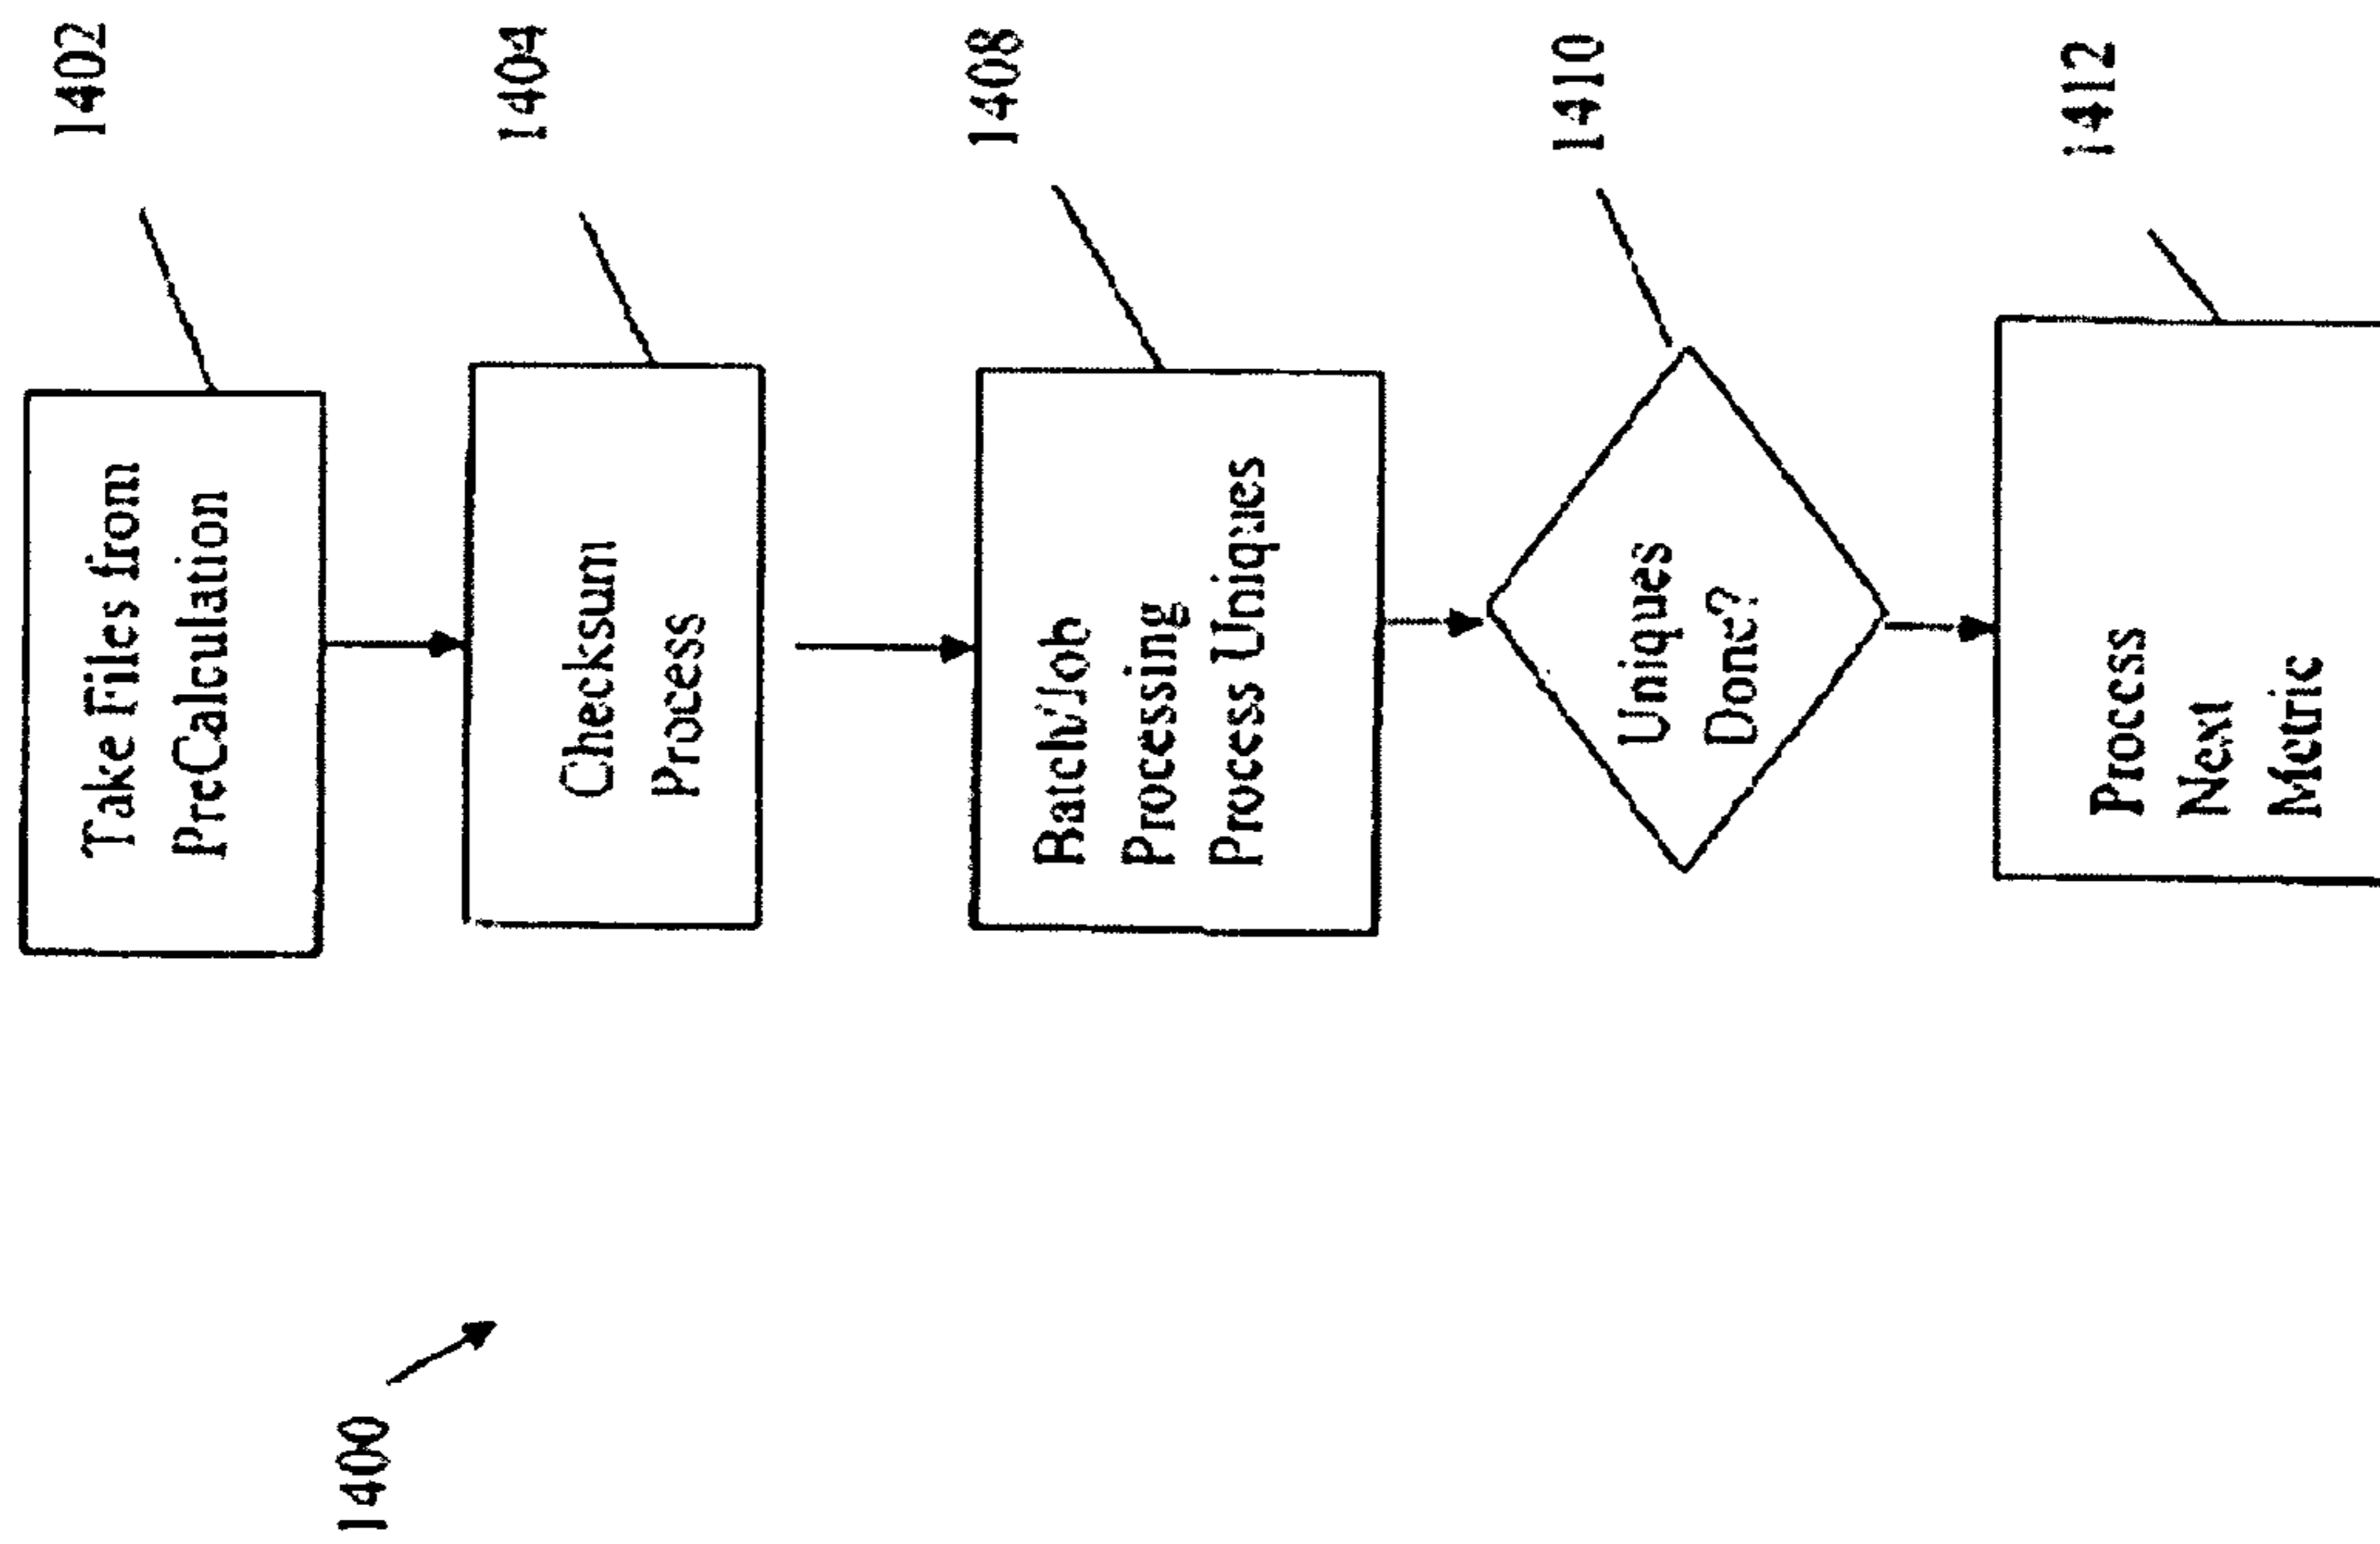 1402
Take Files from
PreCalculation
1404
Checksum
Process
1408
Batch/Job
Processing
Process Uniques
1410
Uniques
Done?
1412
Process
Next
Metric
1400